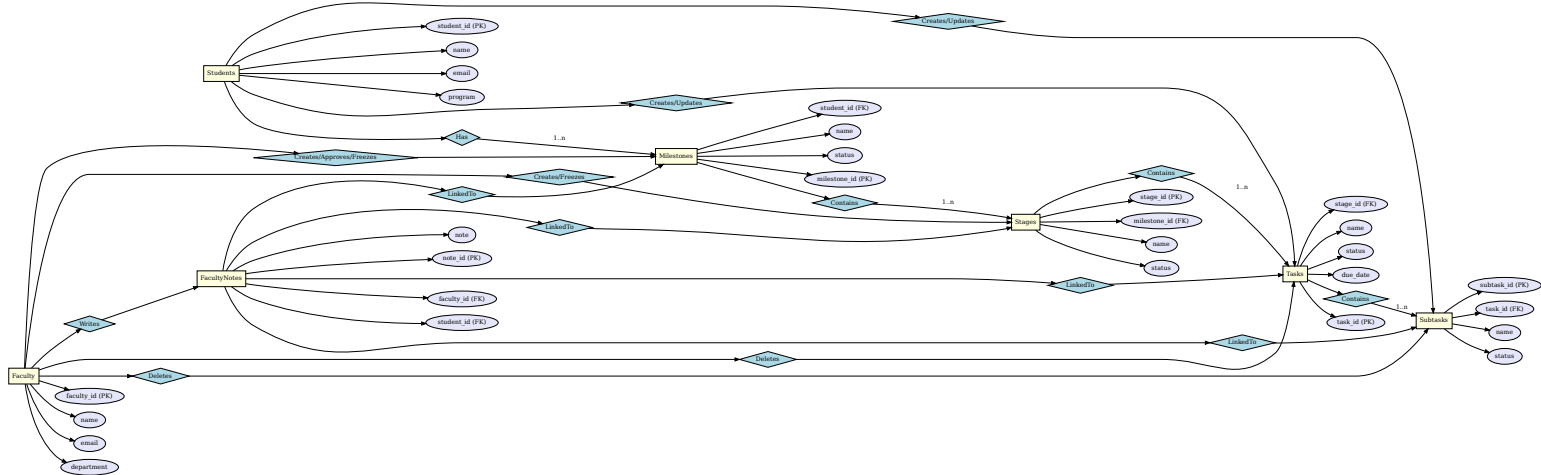 Creates/Updates
student_id (PK)
name
Students
email
program
Creates/Updates
student_id (FK)
Has
1..n
name
Creates/Approves/Freezes
Milestones
status
Creates/Freezes
milestone_id (PK)
Contains
LinkedTo
Contains
1..n
stage_id (PK)
1..n
LinkedTo
Stages
milestone_id (FK)
stage_id (FK)
note
name
name
note_id (PK)
status
status
FacultyNotes
LinkedTo
Tasks
due_date
faculty_id (FK)
Contains
subtask_id (PK)
1..n
student_id (FK)
task_id (PK)
task_id (FK)
Writes
Subtasks
name
LinkedTo
status
Deletes
Faculty
Deletes
faculty_id (PK)
name
email
department